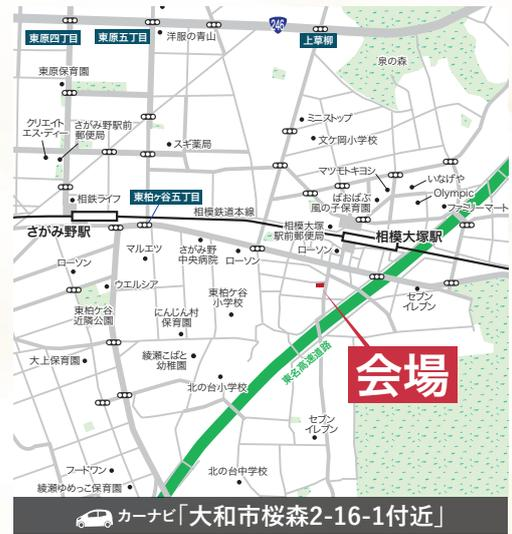 246
東原四丁目
東原五丁目
洋服の青山
上草柳
泉の森
東原保育園
クリエイト
エス・ディー
さがみ野駅前
郵便局
スギ薬局
ミニストップ
文ケ岡小学校
マツモトキヨシ
いなげや
Olympic
ぱおぱぶ
風の子保育園
ファミリーマート
相鉄ライフ
東柏ヶ谷五丁目
相模鉄道本線
相模大塚
駅前郵便局
さがみ野駅
相模大塚駅
マルエツ
さがみ野
中央病院
ローソン
ローソン
ローソン
ウエルシア
東柏ケ谷
小学校
セブン
イレブン
東柏ケ谷
近隣公園
にんじん村
保育園
大上保育園
綾瀬こばと
幼稚園
東名高速道路
会場
北の台小学校
セブン
イレブン
フードワン
綾瀬ゆめっこ保育園
北の台中学校
カーナビ「大和市桜森2-16-1付近」